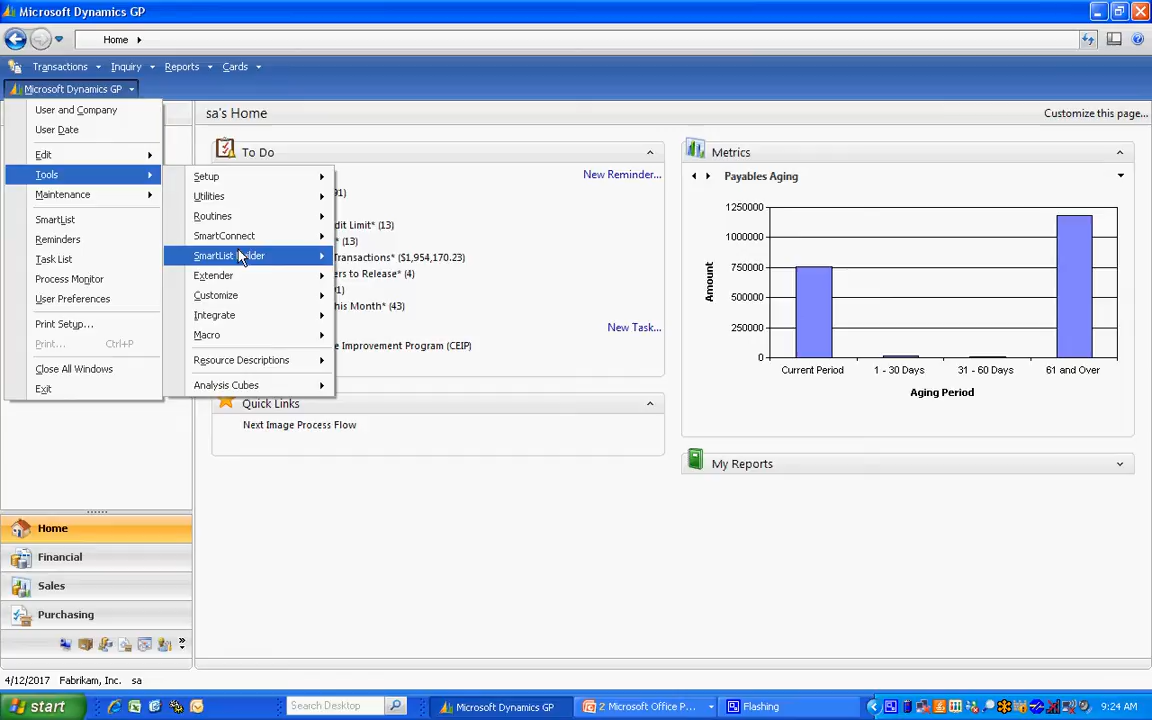 Microsoft Dynamics GP
Home
Transactions Inquiry Reports Cards
Microsoft Dynamics GP
User and Company
User Date
Edit
Tools
Maintenance
SmartList
Reminders
Task List
Process Monitor
User Preferences
Print Setup...
Print... Ctrl+P
Close All Windows
Exit
Setup
Utilities
Routines
SmartConnect
SmartList
Extender
Customize
Integrate
Macro
Resource Descriptions
Analysis Cubes
sa's Home
Customize this page...
To Do
New Reminder...
91)
edit Limit* (13)
* (13)
Transactions* ($1,954,170.23)
rs to Release* (4)
91)
his Month* (43)
New Task...
e Improvement Program (CEIP)
Quick Links
Next Image Process Flow
Metrics
Payables Aging
1250000
1000000
750000
500000
250000
0
Amount
Current Period 1 - 30 Days 31 - 60 Days 61 and Over
Aging Period
My Reports
Home
Financial
Sales
Purchasing
4/12/2017 Fabrikam, Inc. sa
start
Search Desktop
Microsoft Dynamics GP
2 Microsoft Office P...
Flashing
9:24 AM